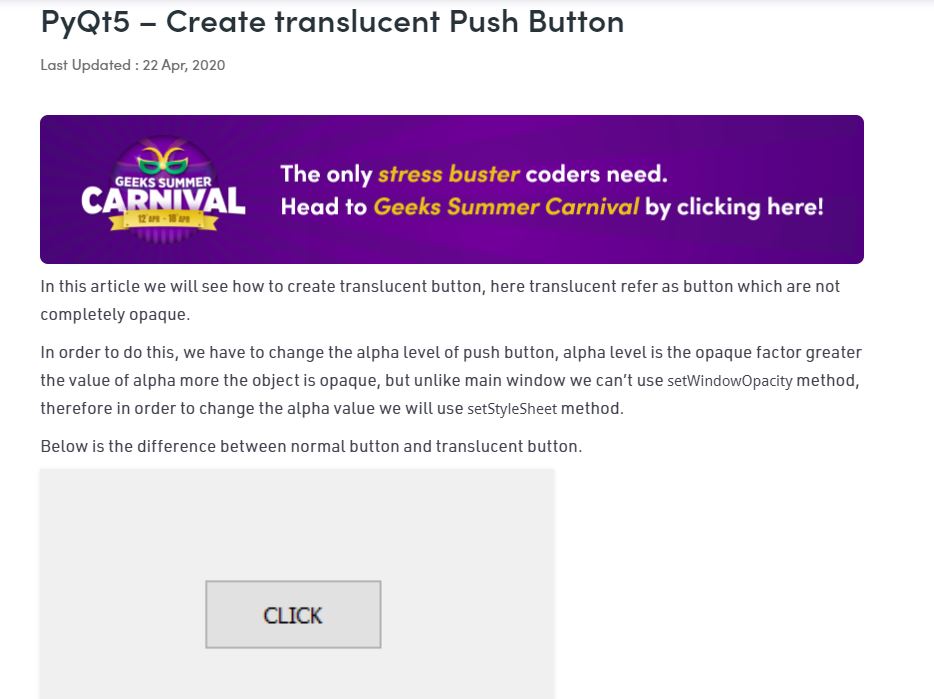 PyQt5 – Create translucent Push Button
Last Updated : 22 Apr, 2020
GEEKS SUMMER
CARNIVAL
12 APR - 18 APR
The only stress buster coders need.
Head to Geeks Summer Carnival by clicking here!
In this article we will see how to create translucent button, here translucent refer as button which are not
completely opaque.
In order to do this, we have to change the alpha level of push button, alpha level is the opaque factor greater
the value of alpha more the object is opaque, but unlike main window we can’t use setWindowOpacity method,
therefore in order to change the alpha value we will use setStyleSheet method.
Below is the difference between normal button and translucent button.
CLICK